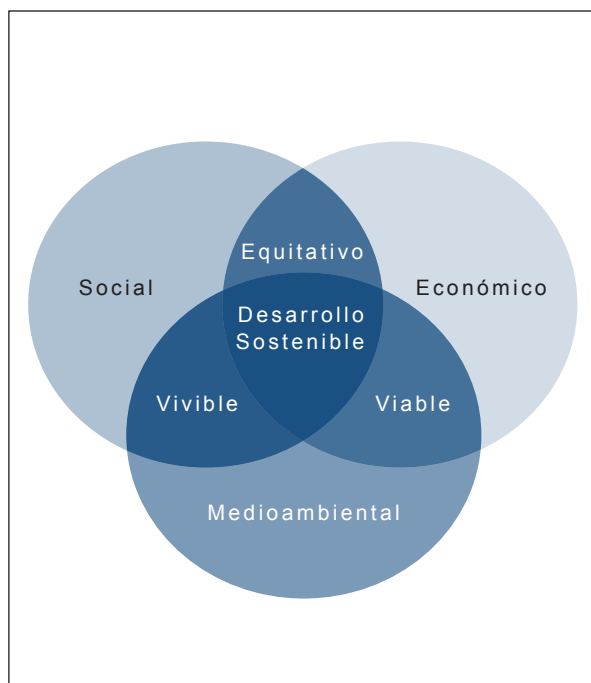 Equitativo
Social
Económico
Desarrollo
Sostenible
Vivible
Viable
Medioambiental